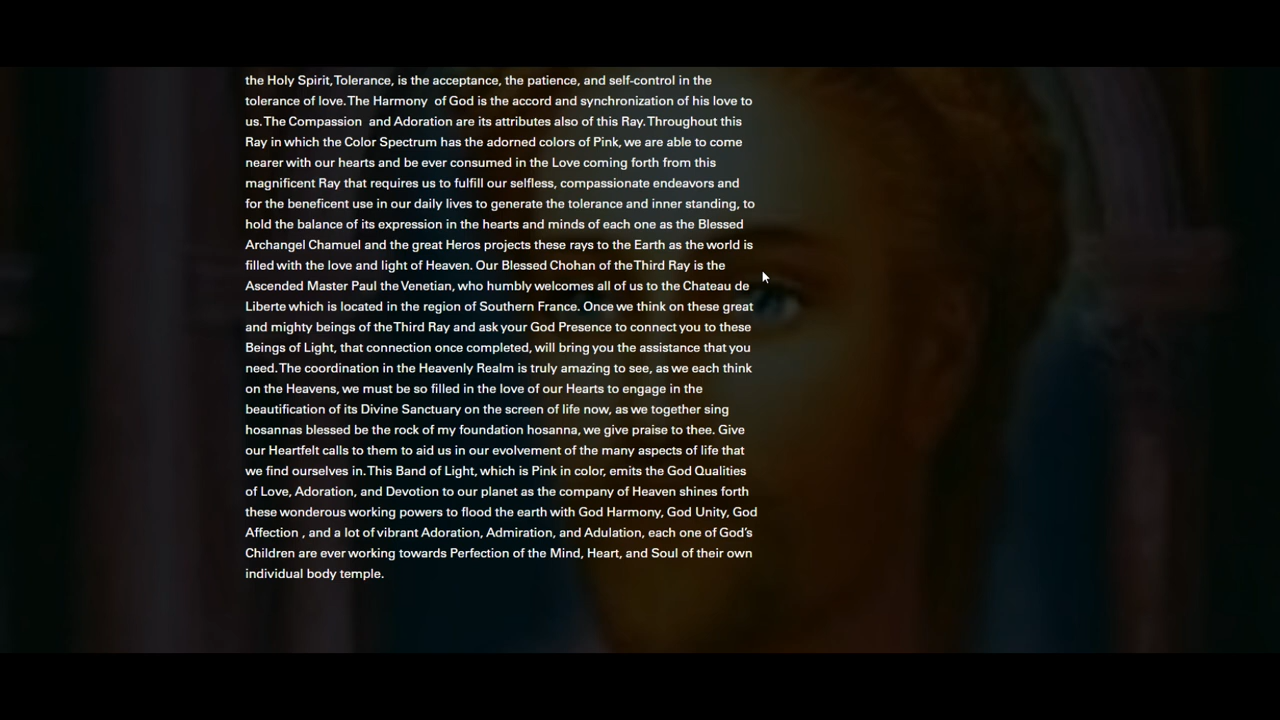 the Holy Spirit, Tolerance, is the acceptance, the patience, and self-control in the
tolerance of love. The Harmony  of God is the accord and synchronization of his love to
us. The Compassion  and Adoration are its attributes also of this Ray. Throughout this
Ray in which the Color Spectrum has the adorned colors of Pink, we are able to come
nearer with our hearts and be ever consumed in the Love coming forth from this
magnificent Ray that requires us to fulfill our selfless, compassionate endeavors and
for the beneficent use in our daily lives to generate the tolerance and inner standing, to
hold the balance of its expression in the hearts and minds of each one as the Blessed
Archangel Chamuel and the great Heros projects these rays to the Earth as the world is
filled with the love and light of Heaven. Our Blessed Chohan of the Third Ray is the
Ascended Master Paul the Venetian, who humbly welcomes all of us to the Chateau de
Liberte which is located in the region of Southern France. Once we think on these great
and mighty beings of the Third Ray and ask your God Presence to connect you to these
Beings of Light, that connection once completed, will bring you the assistance that you
need. The coordination in the Heavenly Realm is truly amazing to see, as we each think
on the Heavens, we must be so filled in the love of our Hearts to engage in the
beautification of its Divine Sanctuary on the screen of life now, as we together sing
hosannas blessed be the rock of my foundation hosanna, we give praise to thee. Give
our Heartfelt calls to them to aid us in our evolvement of the many aspects of life that
we find ourselves in. This Band of Light, which is Pink in color, emits the God Qualities
of Love, Adoration, and Devotion to our planet as the company of Heaven shines forth
these wonderous working powers to flood the earth with God Harmony, God Unity, God
Affection , and a lot of vibrant Adoration, Admiration, and Adulation, each one of God’s
Children are ever working towards Perfection of the Mind, Heart, and Soul of their own
individual body temple.